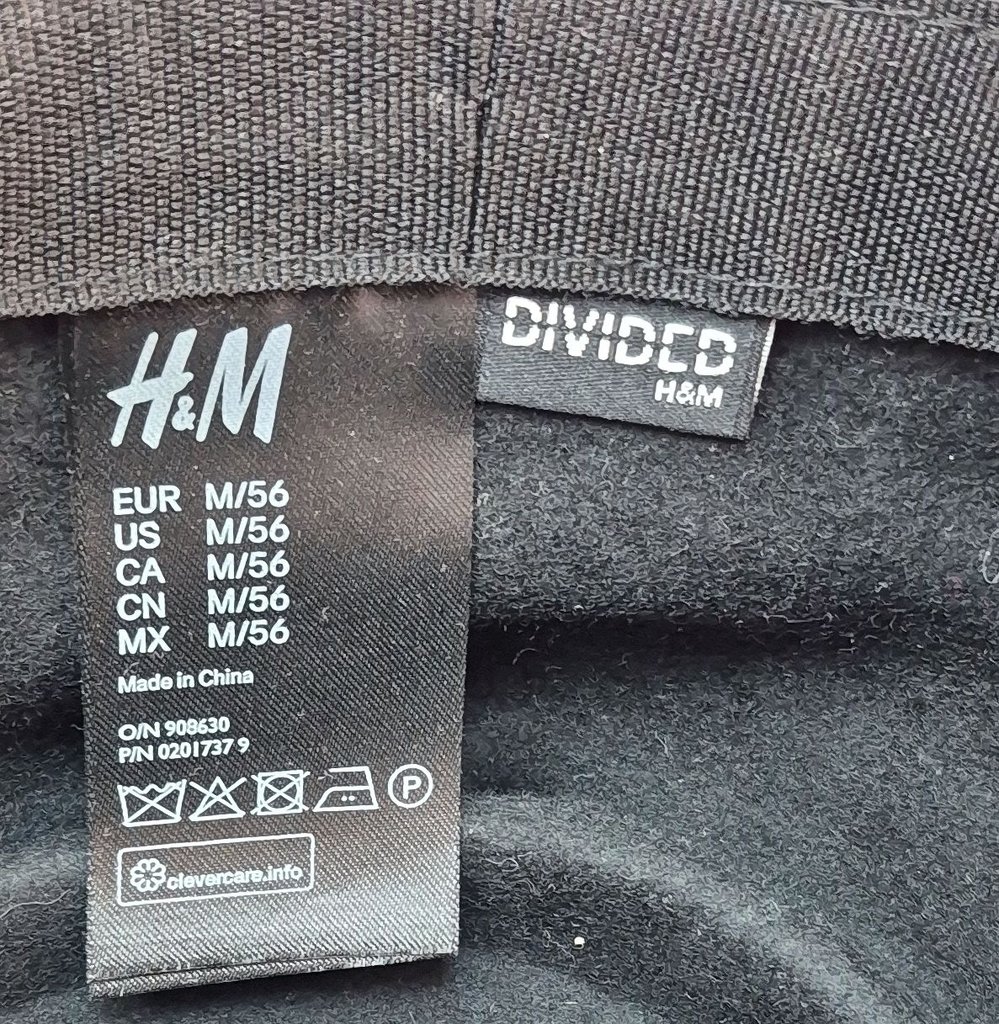 H&M
EUR M/56
US M/56
CA M/56
CN M/56
MX M/56
Made in China
O/N 908630
P/N 0201737 9
P
clevercare.info
DIVIDED
H&M